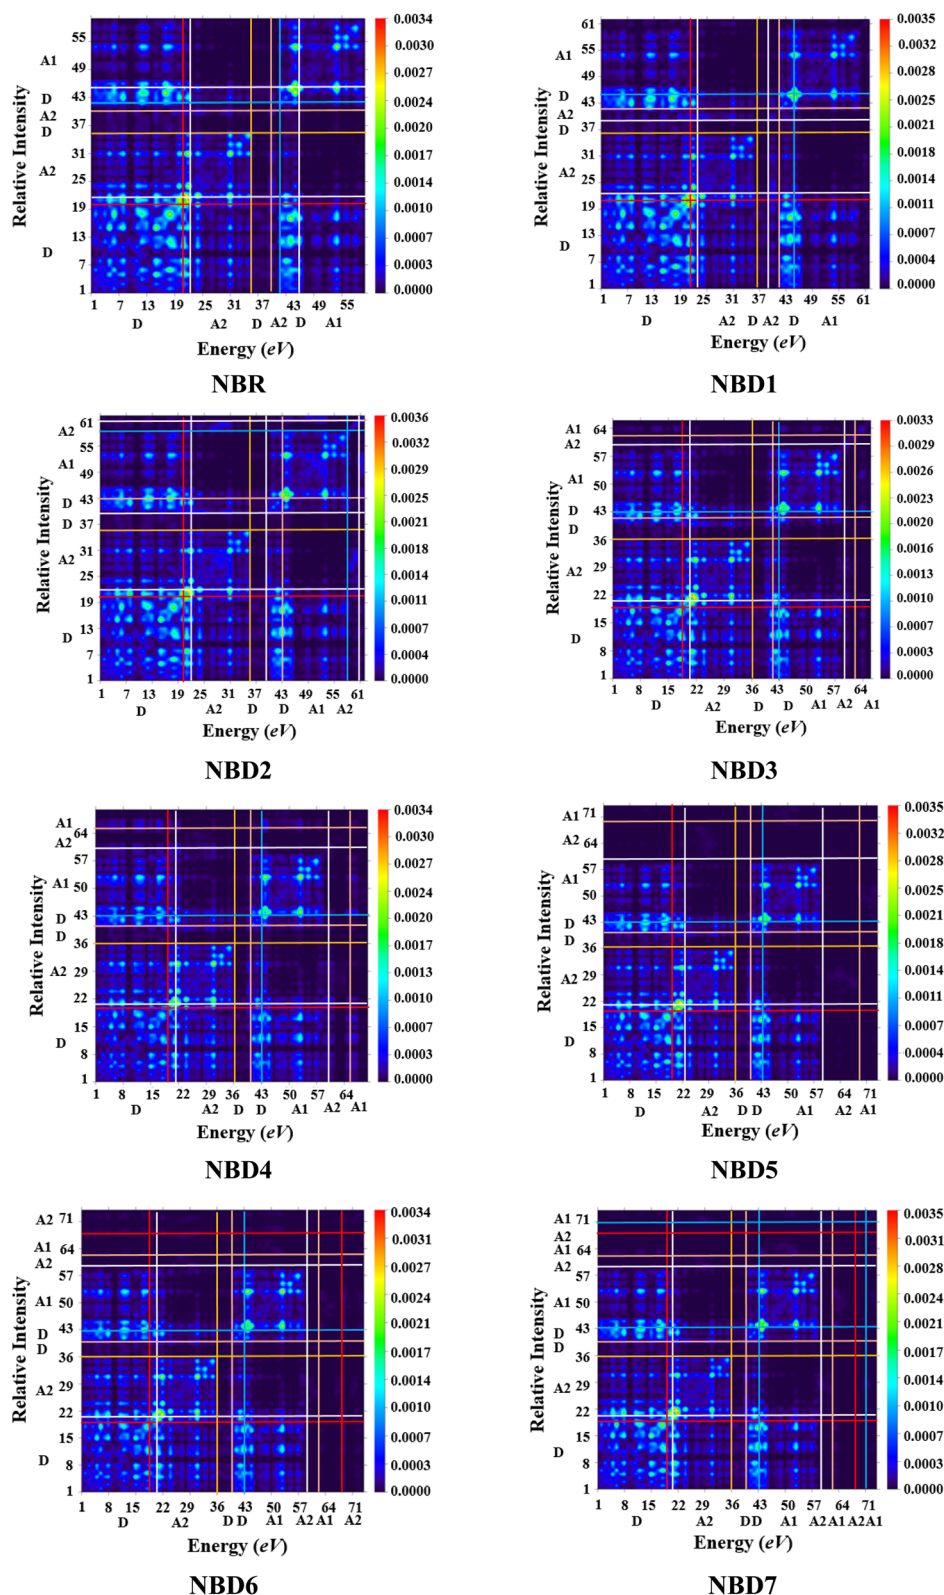 Relative Intensity
A1
D
A2
D
A2
D
55
49
43
37
31
25
19
13
7
1
1 7 13 19 25 31 37 43 49 55
D A2 D A2 D A1
Energy (eV)
0.0034
0.0030
0.0027
0.0024
0.0020
0.0017
0.0014
0.0010
0.0007
0.0003
0.0000
NBR
Relative Intensity
A1
D
A2
D
61
55
49
43
37
31
25
19
13
7
1
1 7 13 19 25 31 37 43 49 55 61
D A2 D A2 D A1
Energy (eV)
0.0035
0.0032
0.0028
0.0024
0.0021
0.0018
0.0014
0.0011
0.0007
0.0004
0.0000
NBD1
Relative Intensity
A2
A1
D
D
A2
D
61
55
49
43
37
31
25
19
13
7
1
1 7 13 19 25 31 37 43 49 55 61
D A2 D D A1 A2
Energy (eV)
0.0036
0.0032
0.0029
0.0025
0.0022
0.0018
0.0014
0.0011
0.0007
0.0004
0.0000
NBD2
Relative Intensity
A1
A2
A1
D
D
A2
D
64
57
50
43
36
29
22
15
8
1
1 8 15 22 29 36 43 50 57 64
D A2 D D A1 A2 A1
Energy (eV)
0.0033
0.0029
0.0026
0.0023
0.0020
0.0016
0.0013
0.0010
0.0007
0.0003
0.0000
NBD3
Relative Intensity
A1
A2
A1
D
D
A2
D
64
57
50
43
36
29
22
15
8
1
1 8 15 22 29 36 43 50 57 64
D A2 D D A1 A2 A1
Energy (eV)
0.0034
0.0030
0.0027
0.0024
0.0020
0.0017
0.0013
0.0010
0.0007
0.0003
0.0000
NBD4
Relative Intensity
A1
A2
A1
D
D
A2
D
71
64
57
50
43
36
29
22
15
8
1
1 8 15 22 29 36 43 50 57 64 71
D A2 D D A1 A2 A1
Energy (eV)
0.0035
0.0032
0.0028
0.0025
0.0021
0.0018
0.0014
0.0011
0.0007
0.0004
0.0000
NBD5
Relative Intensity
A2
A1
A2
A1
D
D
A2
D
71
64
57
50
43
36
29
22
15
8
1
1 8 15 22 29 36 43 50 57 64 71
D A2 D D A1 A2 A1 A2
Energy (eV)
0.0034
0.0031
0.0027
0.0024
0.0021
0.0017
0.0014
0.0010
0.0007
0.0003
0.0000
NBD6
Relative Intensity
A1
A2
A1
A2
A1
D
D
A2
D
71
64
57
50
43
36
29
22
15
8
1
1 8 15 22 29 36 43 50 57 64 71
D A2 D D A1 A2 A1 A2 A1
Energy (eV)
0.0035
0.0031
0.0028
0.0024
0.0021
0.0017
0.0014
0.0010
0.0007
0.0003
0.0000
NBD7